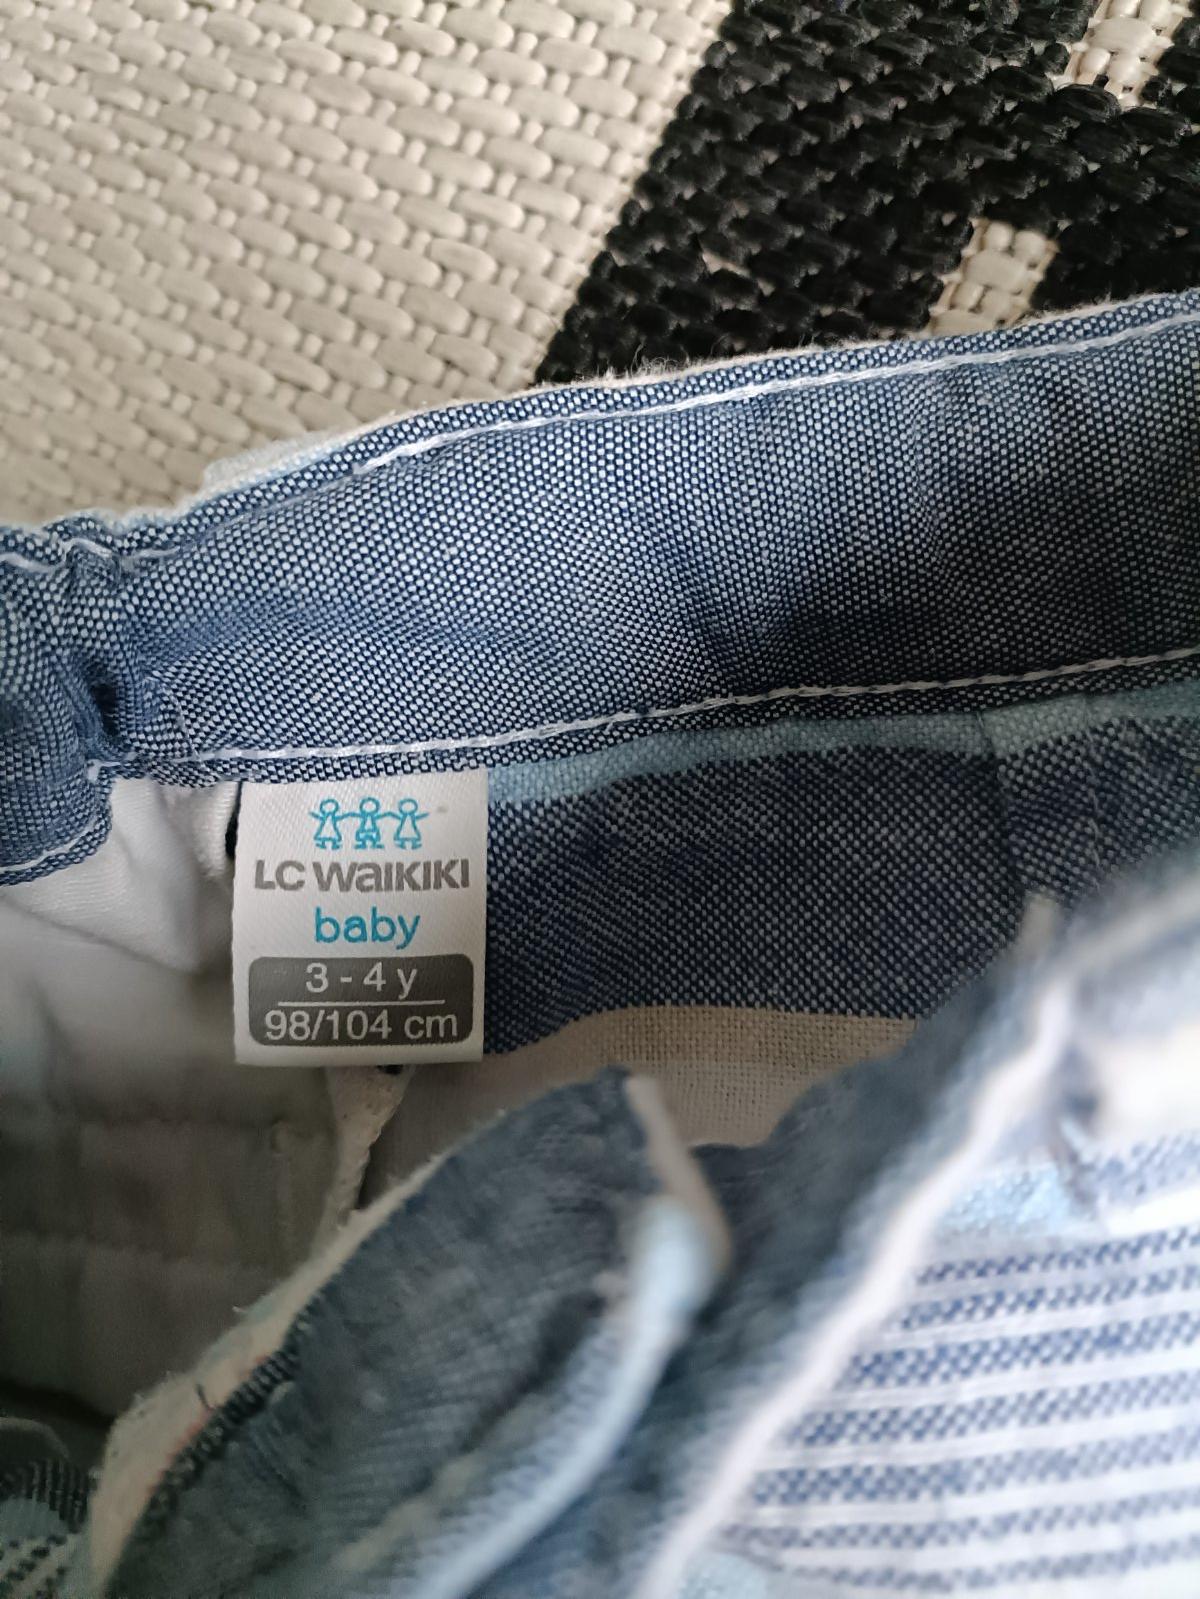 LC WAIKIKI
baby
3 - 4 y
98/104 cm